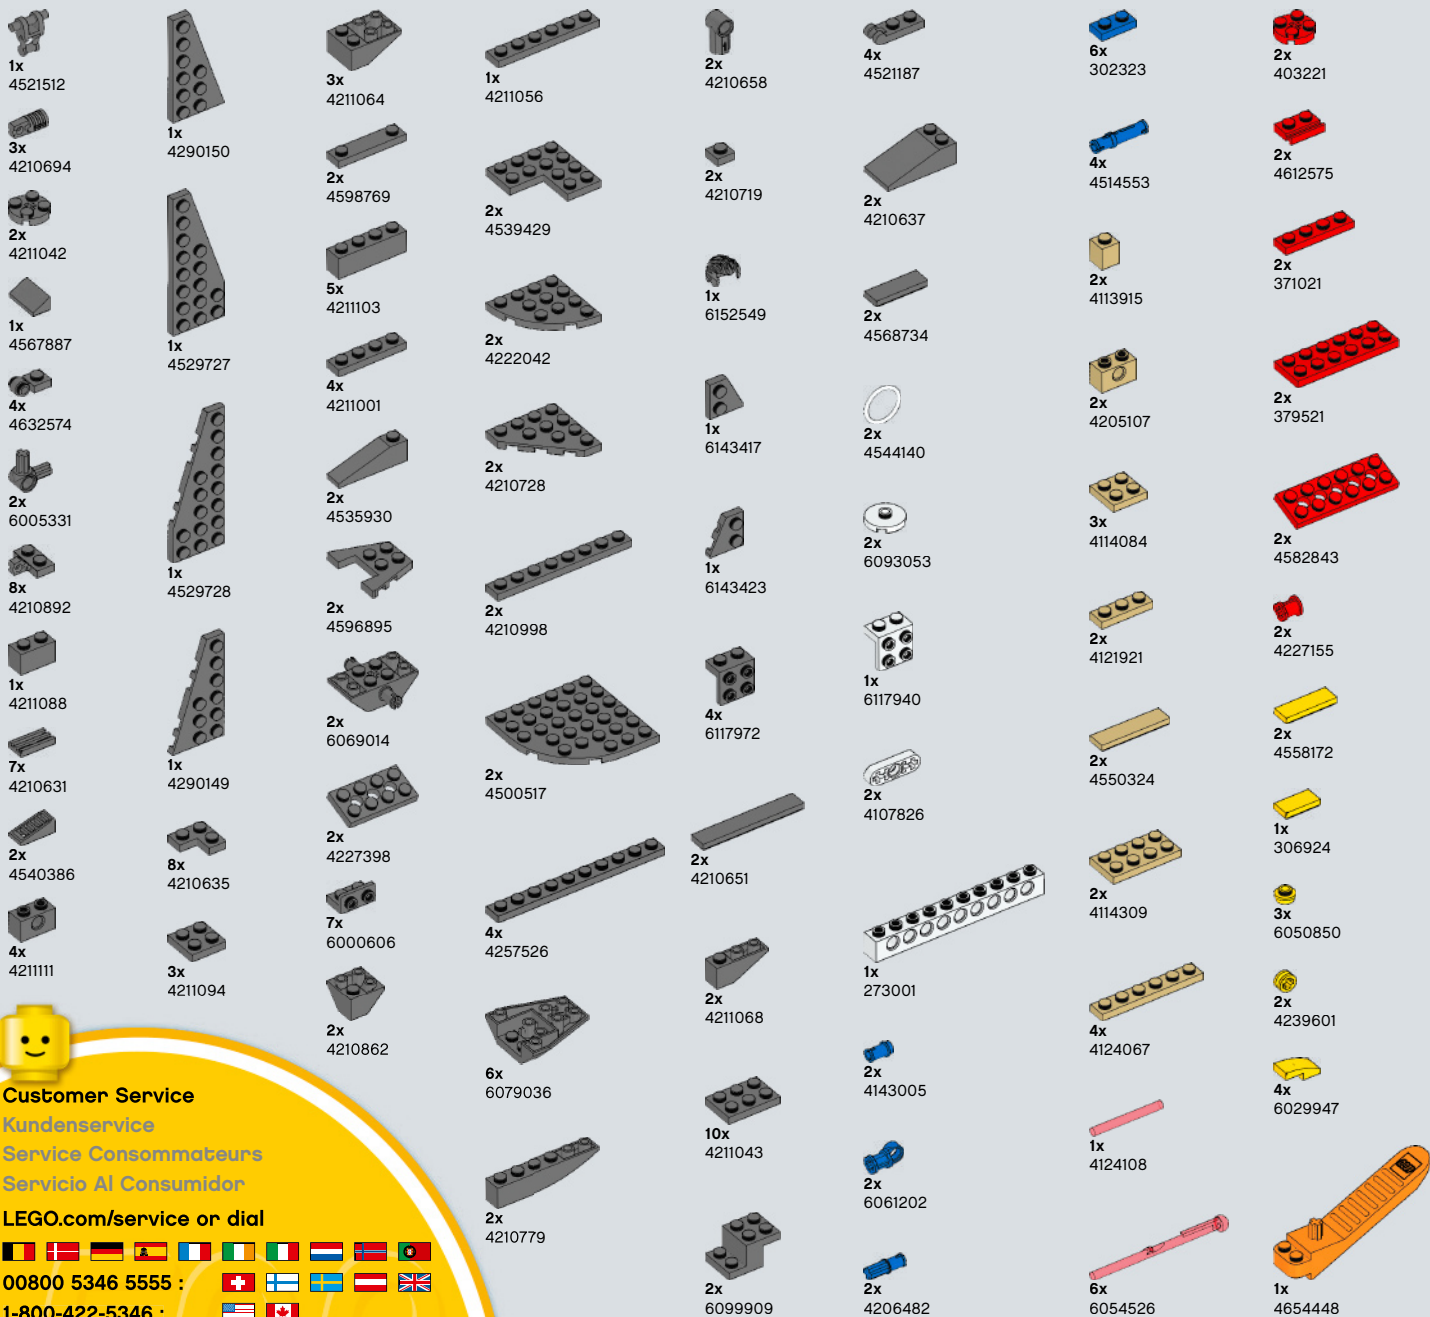 1x
4521512
3x
4210694
2x
4211042
1x
4567887
4x
4632574
2x
6005331
8x
4210892
1x
4211088
7x
4210631
2x
4540386
4x
4211111
1x
4290150
1x
4529727
1x
4529728
1x
4290149
8x
4210635
3x
4211094
3x
4211064
2x
4598769
5x
4211103
4x
4211001
2x
4535930
2x
4596895
2x
6069014
2x
4227398
7x
6000606
2x
4210862
1x
4211056
2x
4539429
2x
4222042
2x
4210728
2x
4210998
2x
4500517
4x
4257526
6x
6079036
2x
4210779
2x
4210658
2x
4210719
1x
6152549
1x
6143417
1x
6143423
4x
6117972
2x
4210651
2x
4211068
10x
4211043
2x
6099909
4x
4521187
2x
4210637
2x
4568734
2x
4544140
2x
6093053
1x
6117940
2x
4107826
1x
273001
2x
4143005
2x
6061202
2x
4206482
6x
302323
4x
4514553
2x
4113915
2x
4205107
3x
4114084
2x
4121921
2x
4550324
2x
4114309
4x
4124067
1x
4124108
6x
6054526
2x
403221
2x
4612575
2x
371021
2x
379521
2x
4582843
2x
4227155
2x
4558172
1x
306924
3x
6050850
2x
4239601
4x
6029947
1x
4654448
Customer Service
Kundenservice
Service Consommateurs
Servicio Al Consumidor
LEGO.com/service or dial
00800 5346 5555 :
1-800-422-5346 :